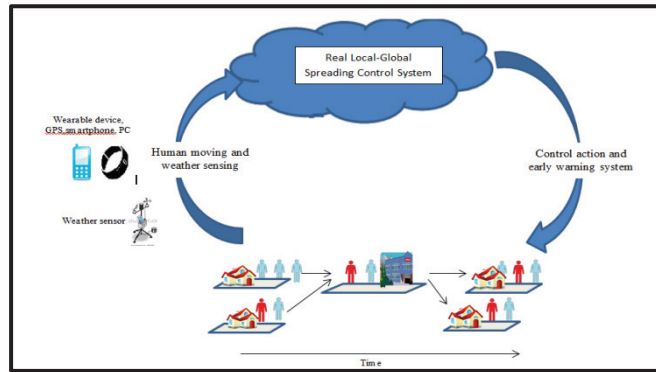 Real Local-Global
Spreading Control System
Wearable device,
GPS,smartphone, PC
Human moving and
weather sensing
Control action and
early warning system
Weather sensor
Time